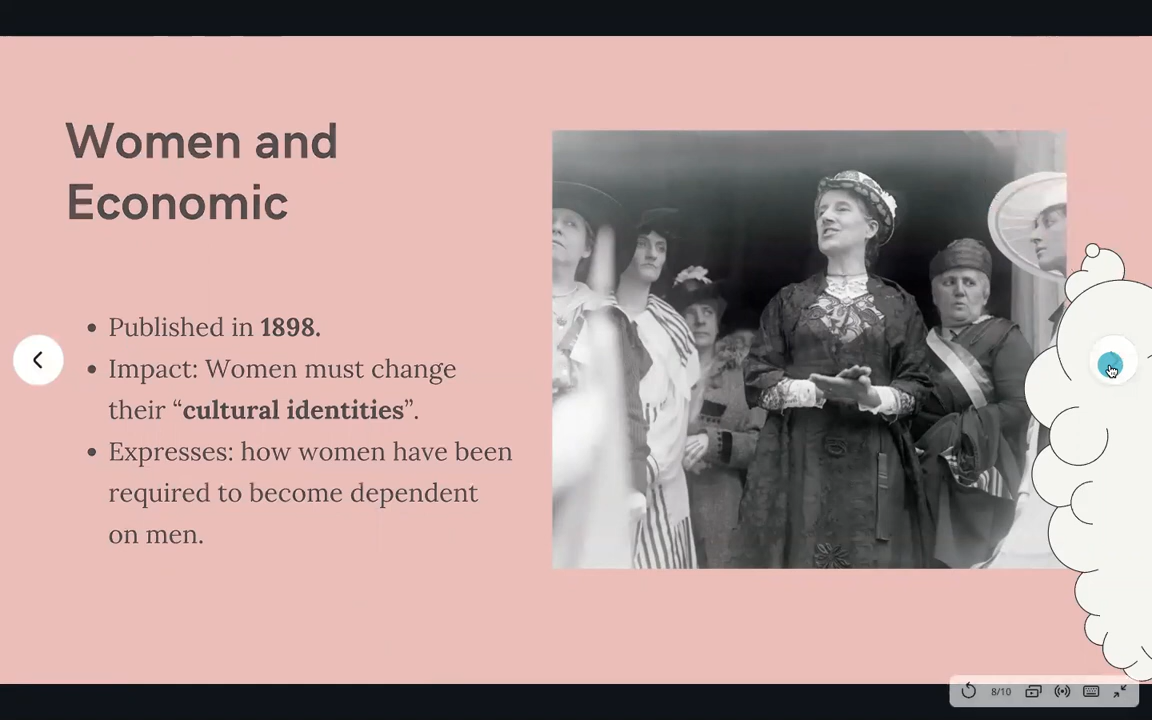 Women and
Economic
• Published in 1898.
• Impact: Women must change
their “cultural identities”.
• Expresses: how women have been
required to become dependent
on men.
8/10